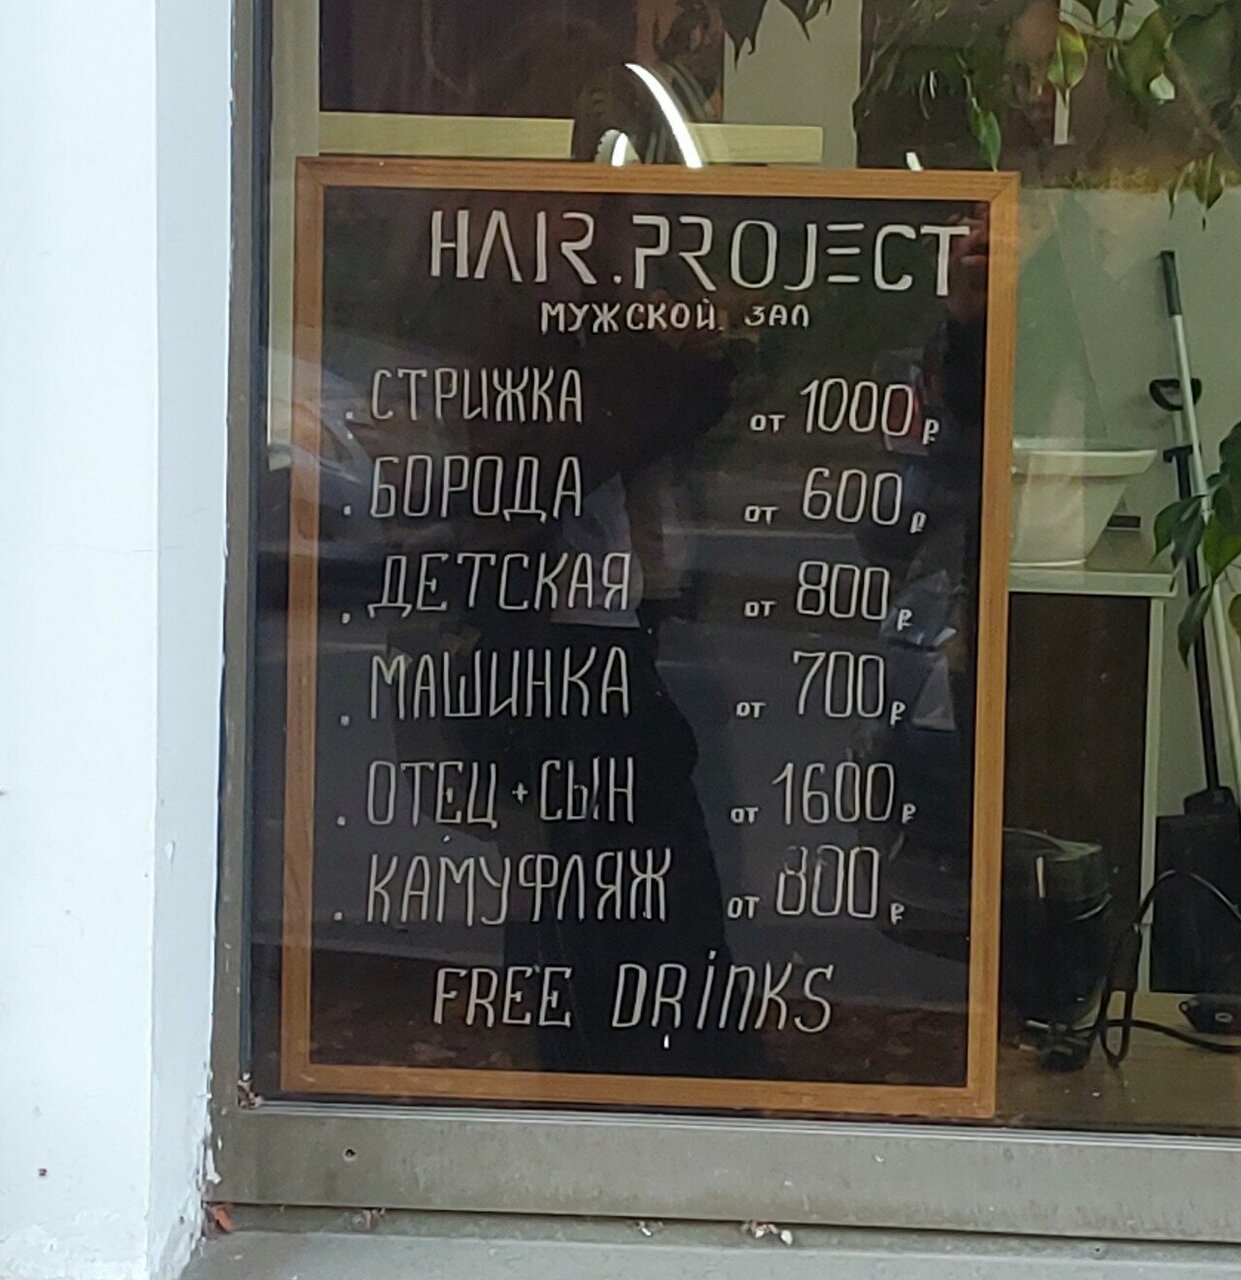 HAIR.PROJECT
МУЖСКОЙ ЗАЛ
. СТРИЖКА от 1000 ₽
. БОРОДА от 600 ₽
. ДЕТСКАЯ от 800 ₽
. МАШИНКА от 700 ₽
. ОТЕЦ + СЫН от 1600 ₽
. КАМУФЛЯЖ от 800 ₽
FREE DRINKS